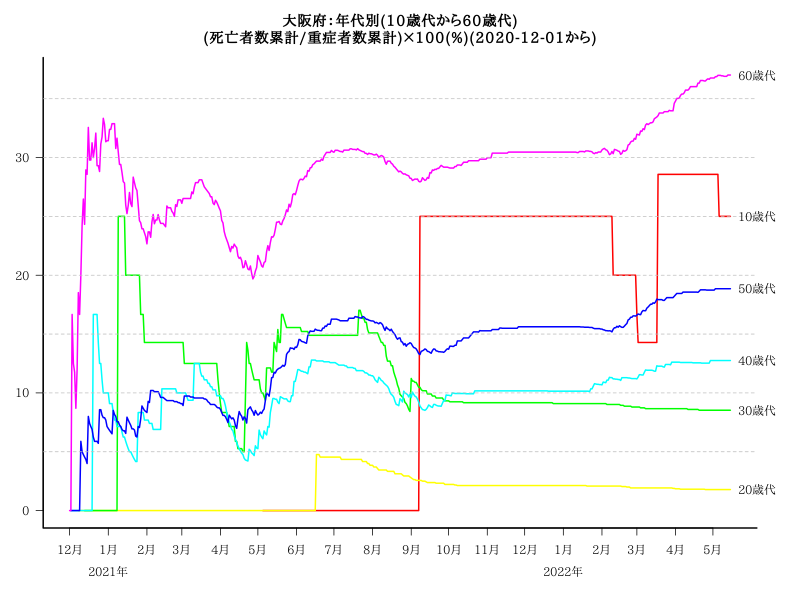 大阪府:年代別(10歳代から60歳代)
(死亡者数累計/重症者数累計)×100(%)(2020-12-01から)
60歳代
30
10歳代
20
50歳代
40歳代
10
30歳代
20歳代
0
12月 1月 2月 3月 4月 5月 6月 7月 8月 9月 10月 11月 12月 1月 2月 3月 4月 5月
2021年 2022年